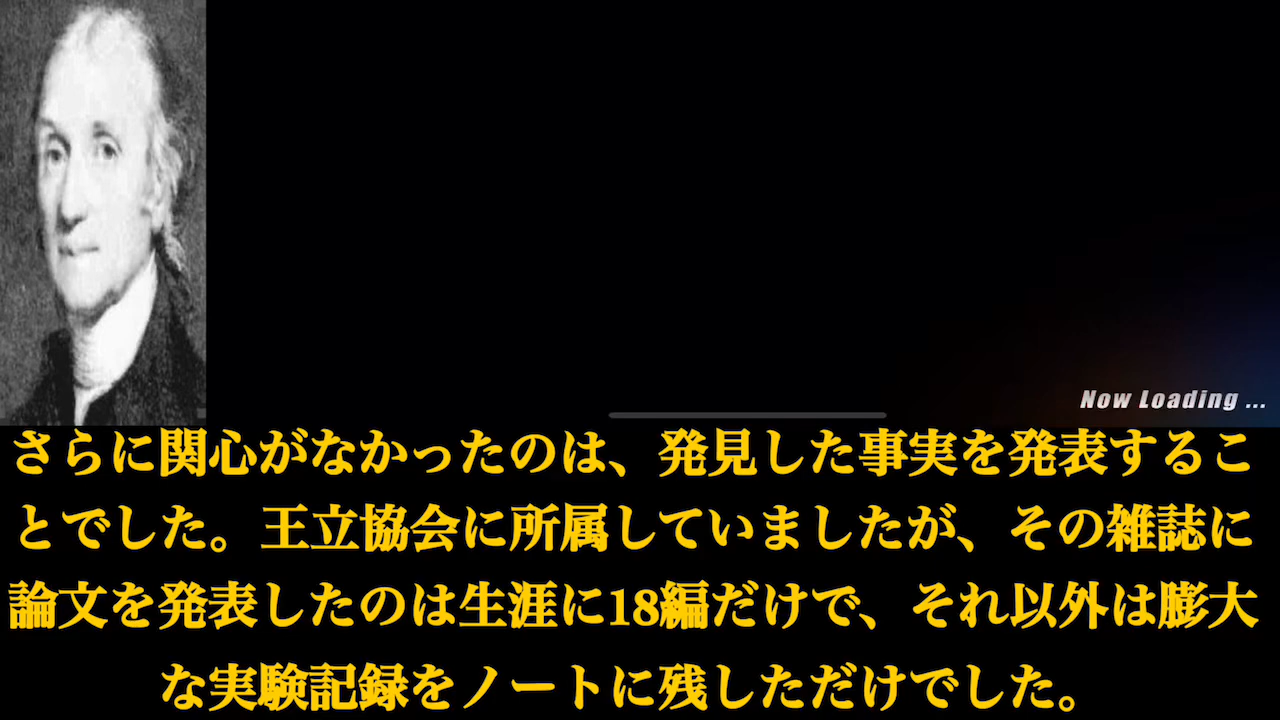 Now Loading ...
さらに関心がなかったのは、発見した事実を発表するこ
とでした。王立協会に所属していましたが、その雑誌に
論文を発表したのは生涯に18編だけで、それ以外は膨大
な実験記録をノートに残しただけでした。